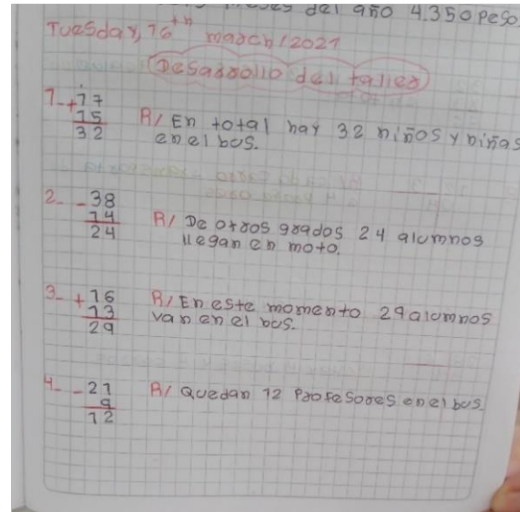 del año 4.350 peso
Tuesday, 16th march/2021
Desarrollo del taller
1- + 17
15
32
R/ En total hay 32 niños y niñas
en el bus.
2- - 38
14
24
R/ De otros grados 24 alumnos
llegan en moto.
3- + 16
13
29
R/ En este momento 29 alumnos
van en el bus.
4- - 21
9
12
R/ Quedan 12 Profesores en el bus.